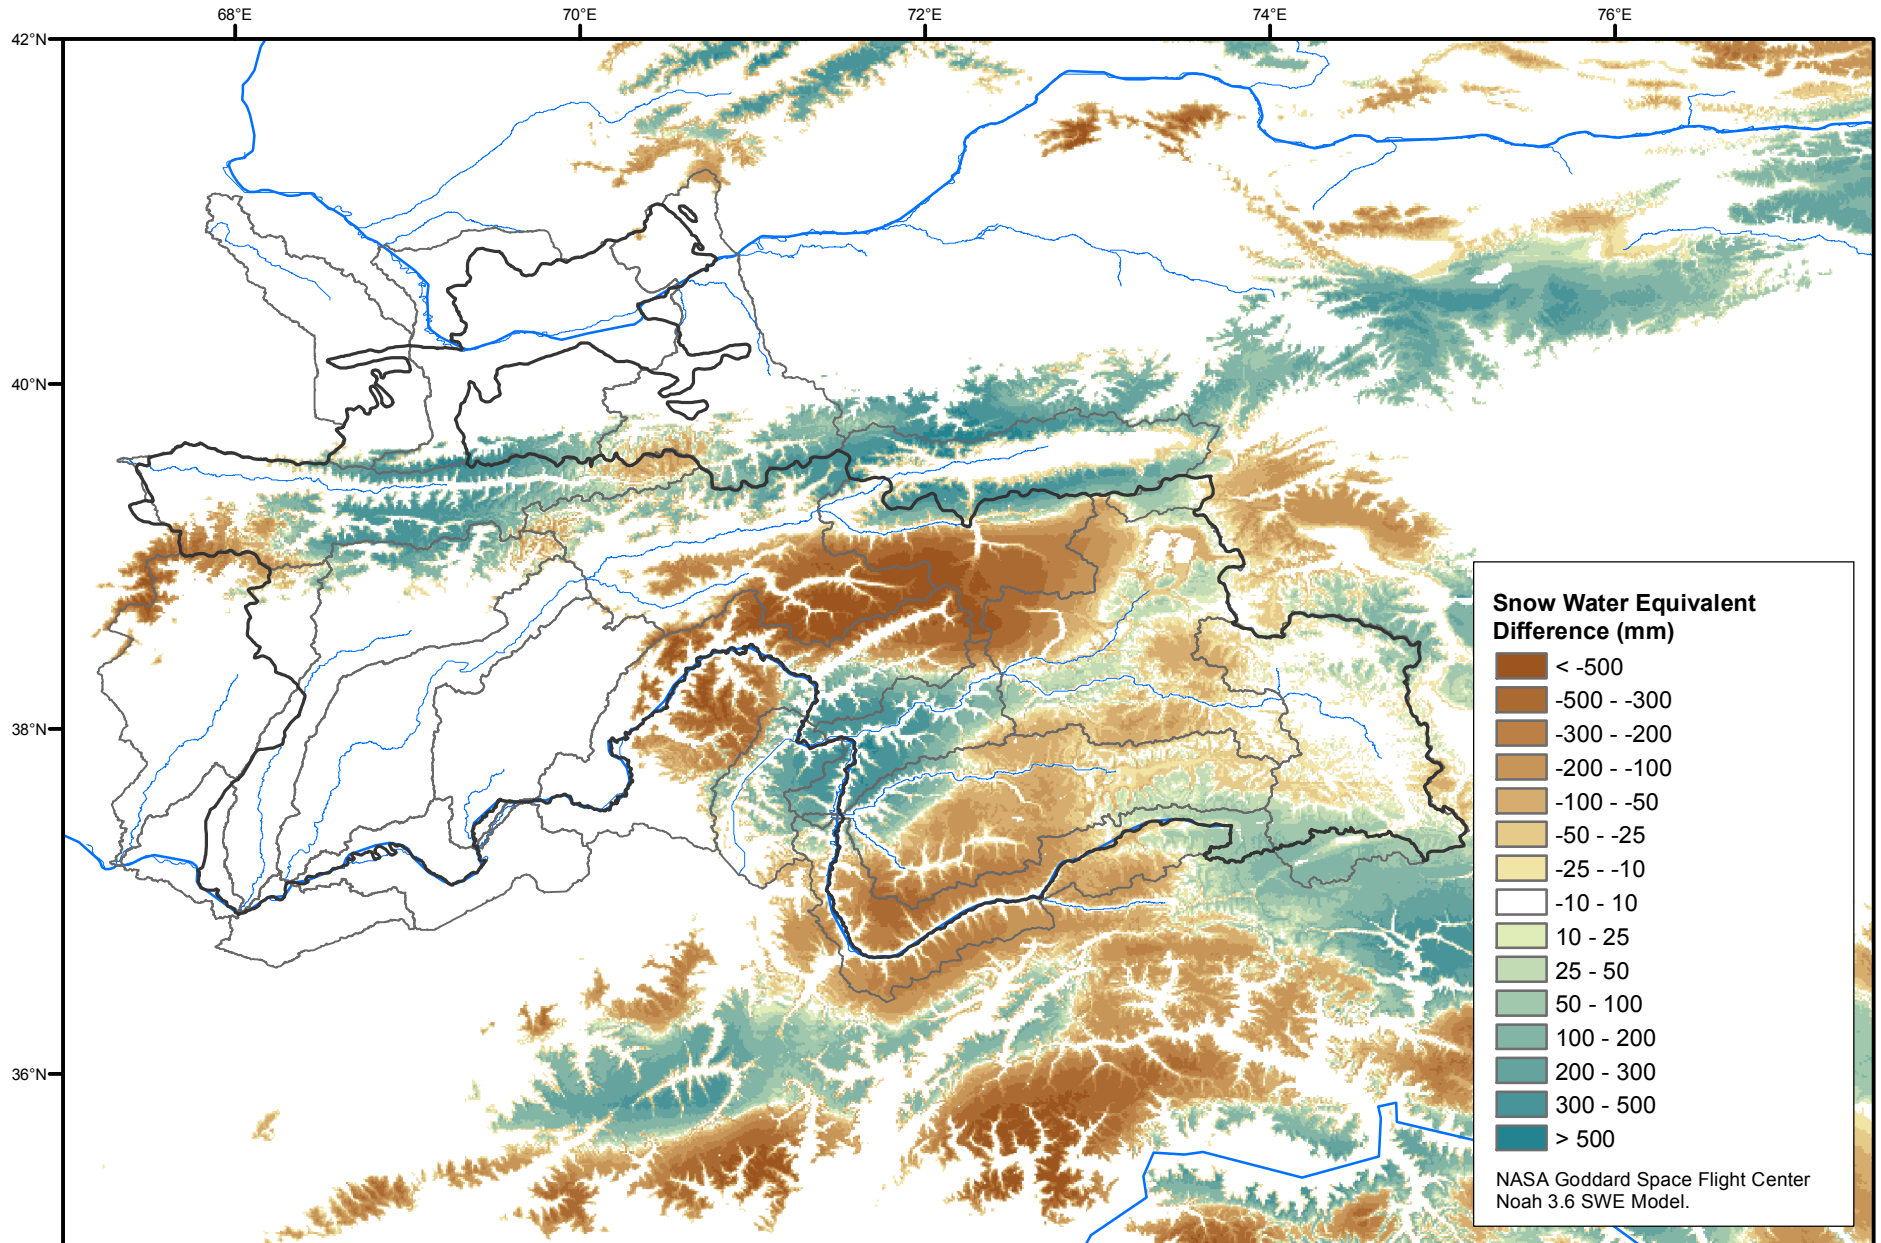 68°E
70°E
72°E
74°E
76°E
42°N
40°N
38°N
36°N
Snow Water Equivalent
Difference (mm)
< -500
-500 - -300
-300 - -200
-200 - -100
-100 - -50
-50 - -25
-25 - -10
-10 - 10
10 - 25
25 - 50
50 - 100
100 - 200
200 - 300
300 - 500
> 500
NASA Goddard Space Flight Center
Noah 3.6 SWE Model.